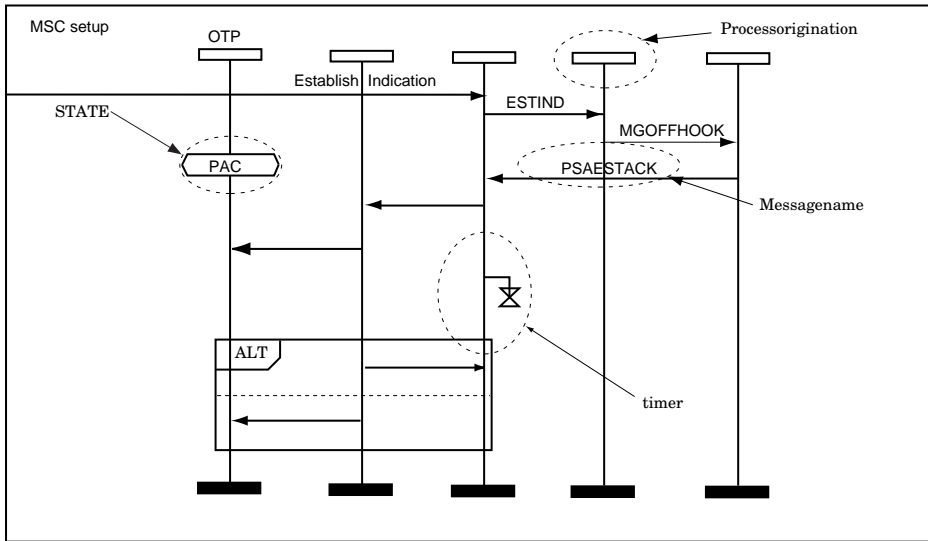 MSC setup
OTP
Processorigination
Establish Indication
STATE
ESTIND
MGOFFHOOK
PAC
PSAESTACK
Messagename
ALT
timer